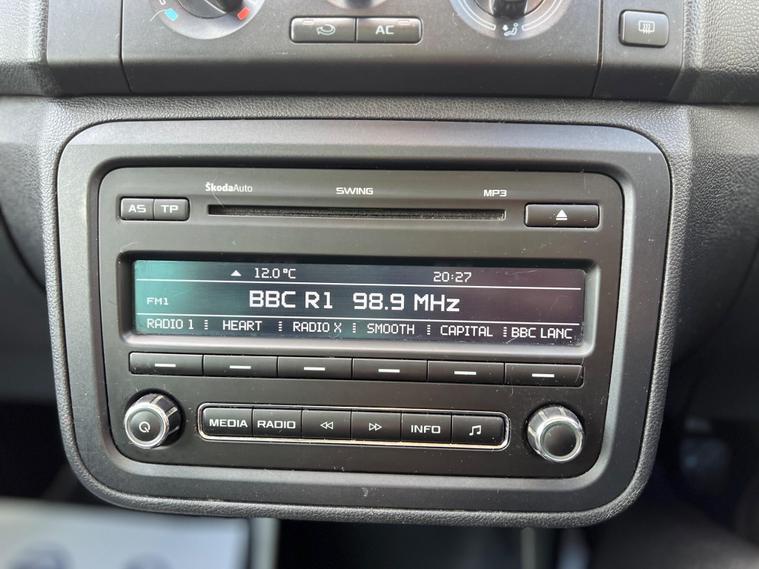 AC
ŠkodaAuto SWING MP3
AS TP
12.0°C 20:27
FM1 BBC R1 98.9 MHz
RADIO 1 HEART RADIO X SMOOTH CAPITAL BBC LANC
MEDIA RADIO INFO